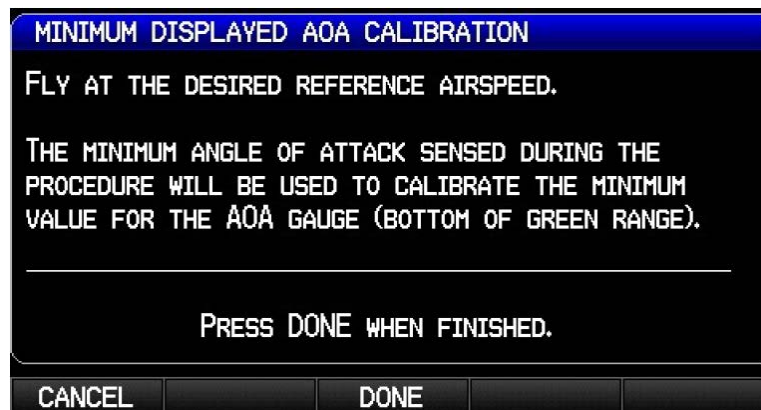 MINIMUM DISPLAYED AOA CALIBRATION
FLY AT THE DESIRED REFERENCE AIRSPEED.
THE MINIMUM ANGLE OF ATTACK SENSED DURING THE
PROCEDURE WILL BE USED TO CALIBRATE THE MINIMUM
VALUE FOR THE AOA GAUGE (BOTTOM OF GREEN RANGE).
PRESS DONE WHEN FINISHED.
CANCEL DONE